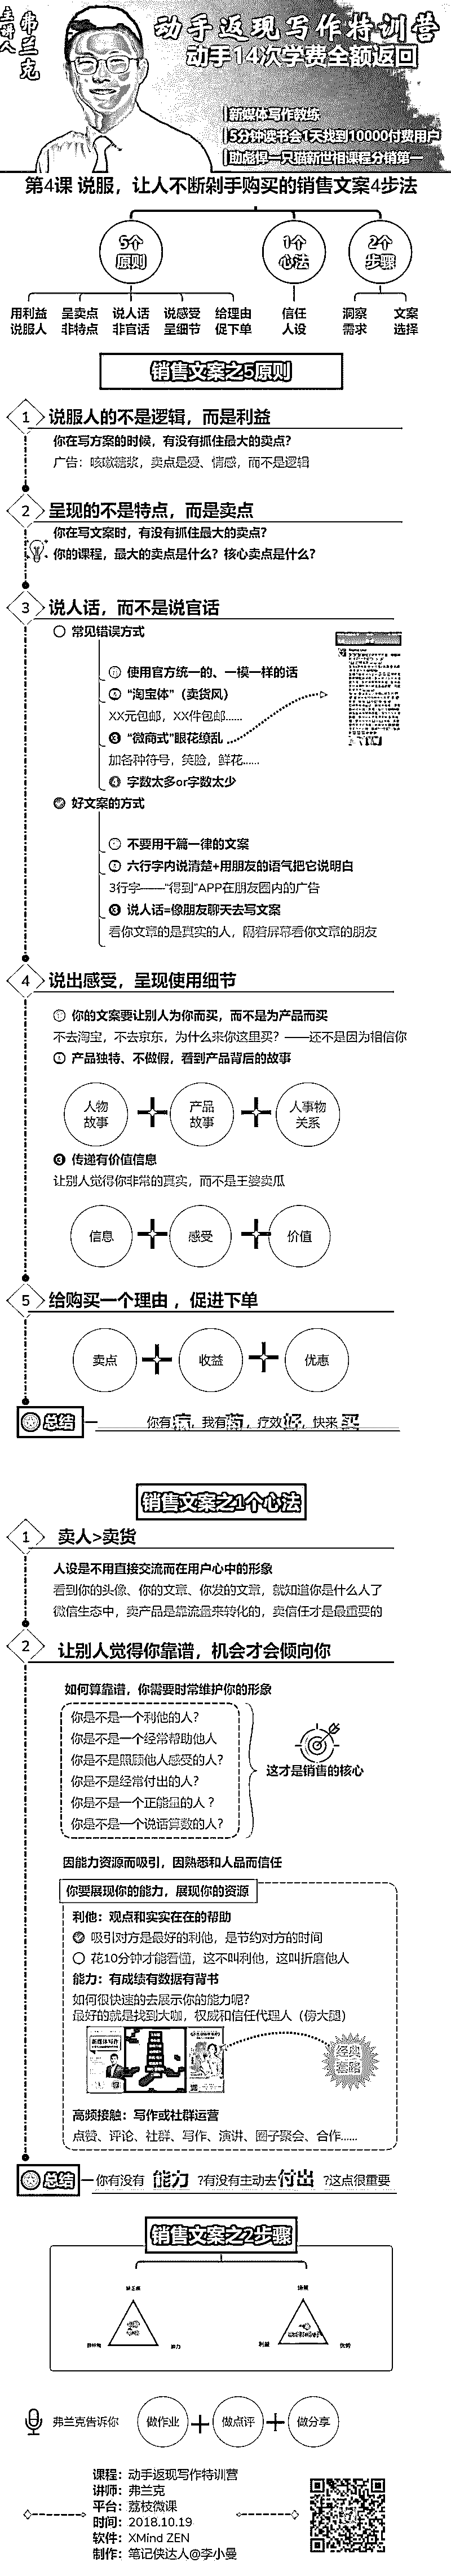 主讲人
弗兰克
动手返现写作特训营
动手14次学费全额返回
新媒体写作教练
5分钟读书会1天找到10000付费用户
助彪悍一只猫新世相课程分销第一
第4课 说服，让人不断剁手购买的销售文案4步法
5个原则
1个心法
2个步骤
用利益说服人
呈卖点非特点
说人话非官话
说感受呈细节
给理由促下单
信任人设
洞察需求
文案选择
销售文案之5原则
1 说服人的不是逻辑，而是利益
你在写方案的时候，有没有抓住最大的卖点？
广告：咳嗽糖浆，卖点是爱、情感，而不是逻辑
2 呈现的不是特点，而是卖点
你在写文案时，有没有抓住最大的卖点？
你的课程，最大的卖点是什么？核心卖点是什么？
3 说人话，而不是说官话
常见错误方式
使用官方统一的、一模一样的话
“淘宝体”（卖货风）
XX元包邮，XX件包邮......
3 “微商式”眼花缭乱
加各种符号，笑脸，鲜花......
4 字数太多or字数太少
好文案的方式
不要用千篇一律的文案
六行字内说清楚+用朋友的语气把它说明白
3行字——“得到”APP在朋友圈内的广告
3 说人话=像朋友聊天去写文案
看你文章的是真实的人，隔着屏幕看你文章的朋友
4 说出感受，呈现使用细节
你的文案要让别人为你而买，而不是为产品而买
不去淘宝，不去京东，为什么来你这里买？——还不是因为相信你
产品独特、不做假，看到产品背后的故事
人物故事
产品故事
人事物关系
3 传递有价值信息
让别人觉得你非常的真实，而不是王婆卖瓜
信息
感受
价值
5 给购买一个理由，促进下单
卖点
收益
优惠
总结
你有病，我有药，疗效好，快来买
销售文案之1个心法
1 卖人>卖货
人设是不用直接交流而在用户心中的形象
看到你的头像、你的文章、你发的文章，就知道你是什么人了
微信生态中，卖产品是靠流量来转化的，卖信任才是最重要的
2 让别人觉得你靠谱，机会才会倾向你
如何算靠谱，你需要时常维护你的形象
你是不是一个利他的人？
你是不是一个经常帮助他人
你是不是照顾他人感受的人？
你是不是经常付出的人？
你是不是一个正能量的人？
你是不是一个说话算数的人？
这才是销售的核心
因能力资源而吸引，因熟悉和人品而信任
你要展现你的能力，展现你的资源
利他：观点和实实在在的帮助
吸引对方是最好的利他，是节约对方的时间
花10分钟才能看懂，这不叫利他，这叫折磨他人
能力：有成绩有数据有背书
如何很快速的去展示你的能力呢？
最好的就是找到大咖，权威和信任代理人（傍大腿）
高频接触：写作或社群运营
点赞、评论、社群、写作、演讲、圈子聚会、合作......
总结
你有没有 能力 ?有没有主动去付出 ?这点很重要
销售文案之2步骤
弗兰克告诉你
做作业
做点评
做分享
课程：动手返现写作特训营
讲师：弗兰克
平台：荔枝微课
时间：2018.10.19
软件：XMind ZEN
制作：笔记侠达人@李小曼